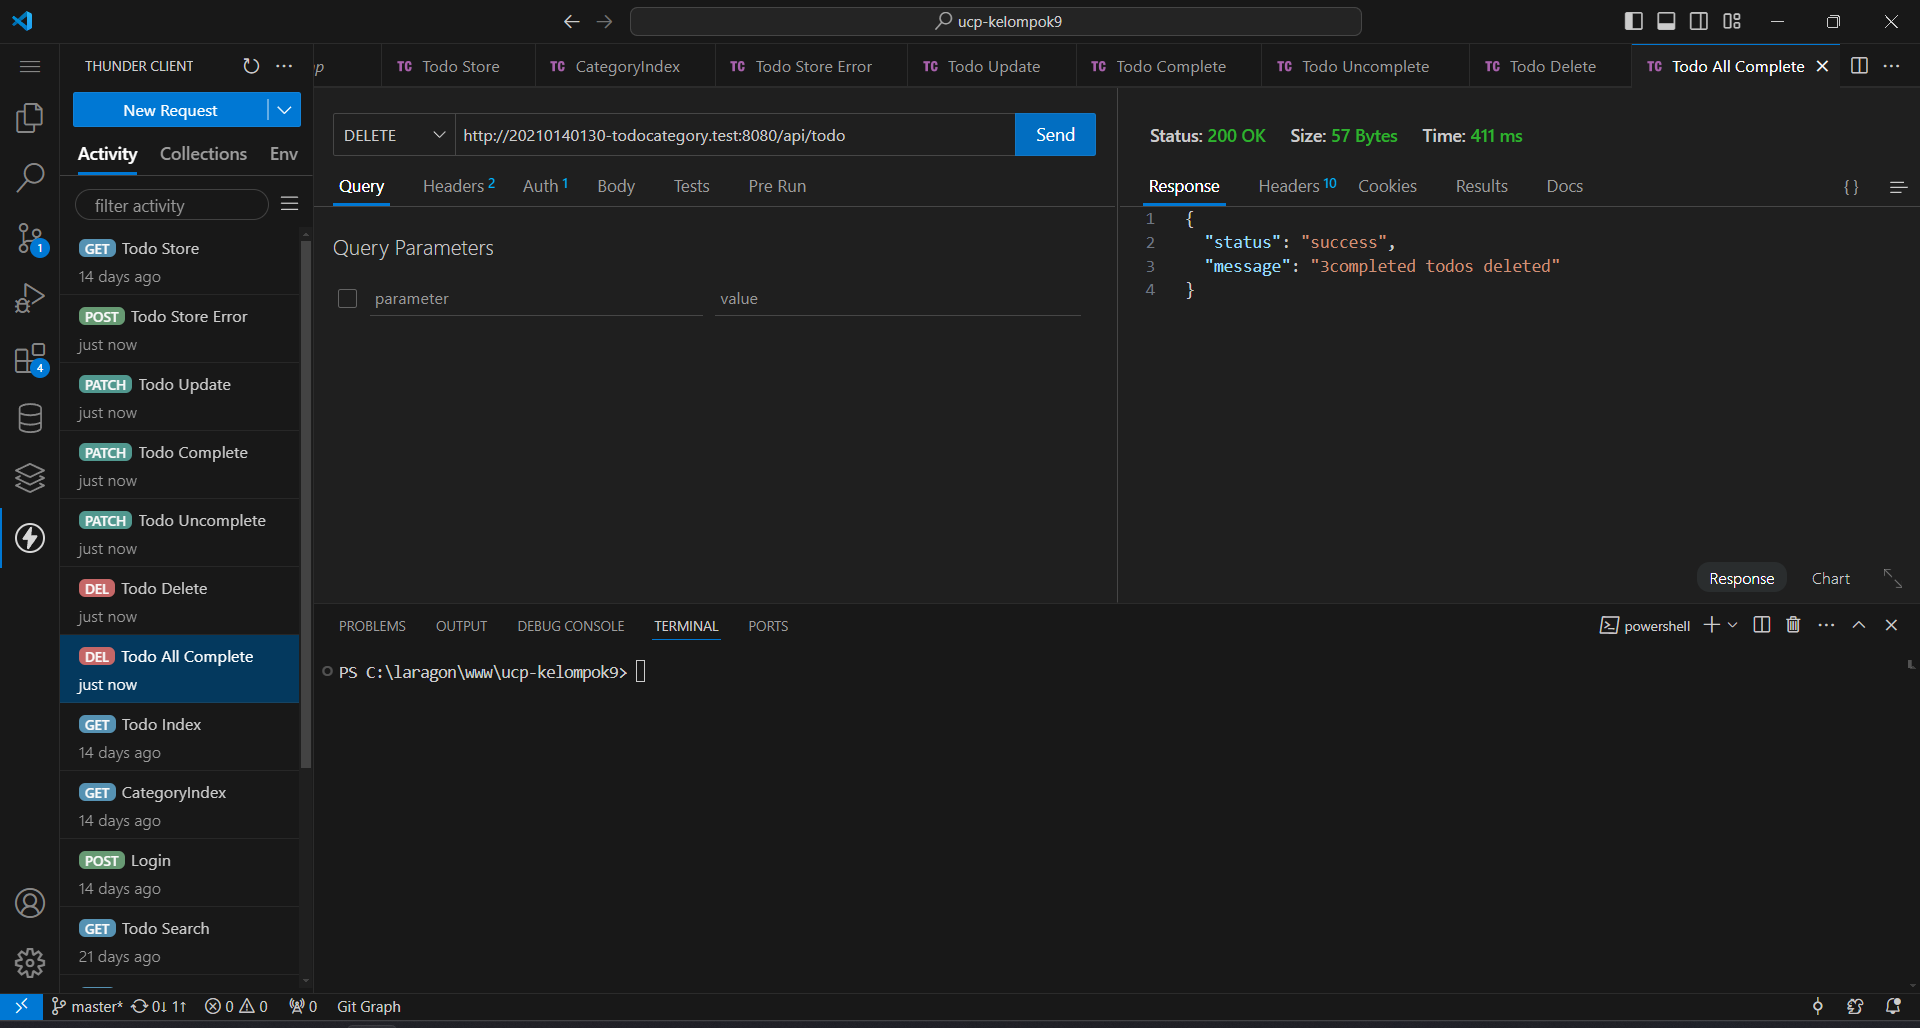 ucp-kelompok9
THUNDER CLIENT
New Request
Activity Collections Env
filter activity
GET Todo Store
14 days ago
POST Todo Store Error
just now
PATCH Todo Update
just now
PATCH Todo Complete
just now
PATCH Todo Uncomplete
just now
DEL Todo Delete
just now
DEL Todo All Complete
just now
GET Todo Index
14 days ago
GET CategoryIndex
14 days ago
POST Login
14 days ago
GET Todo Search
21 days ago
1
4
TC Todo Store TC CategoryIndex TC Todo Store Error TC Todo Update TC Todo Complete TC Todo Uncomplete TC Todo Delete TC Todo All Complete
DELETE http://20210140130-todocategory.test:8080/api/todo Send
Query Headers 2 Auth 1 Body Tests Pre Run
Query Parameters
parameter value
Status: 200 OK Size: 57 Bytes Time: 411 ms
Response Headers 10 Cookies Results Docs { }
1 {
2 "status": "success",
3 "message": "3completed todos deleted"
4 }
Response Chart
PROBLEMS OUTPUT DEBUG CONSOLE TERMINAL PORTS powershell
PS C:\laragon\www\ucp-kelompok9>
master* 0↓ 1↑ 0 0 0 Git Graph